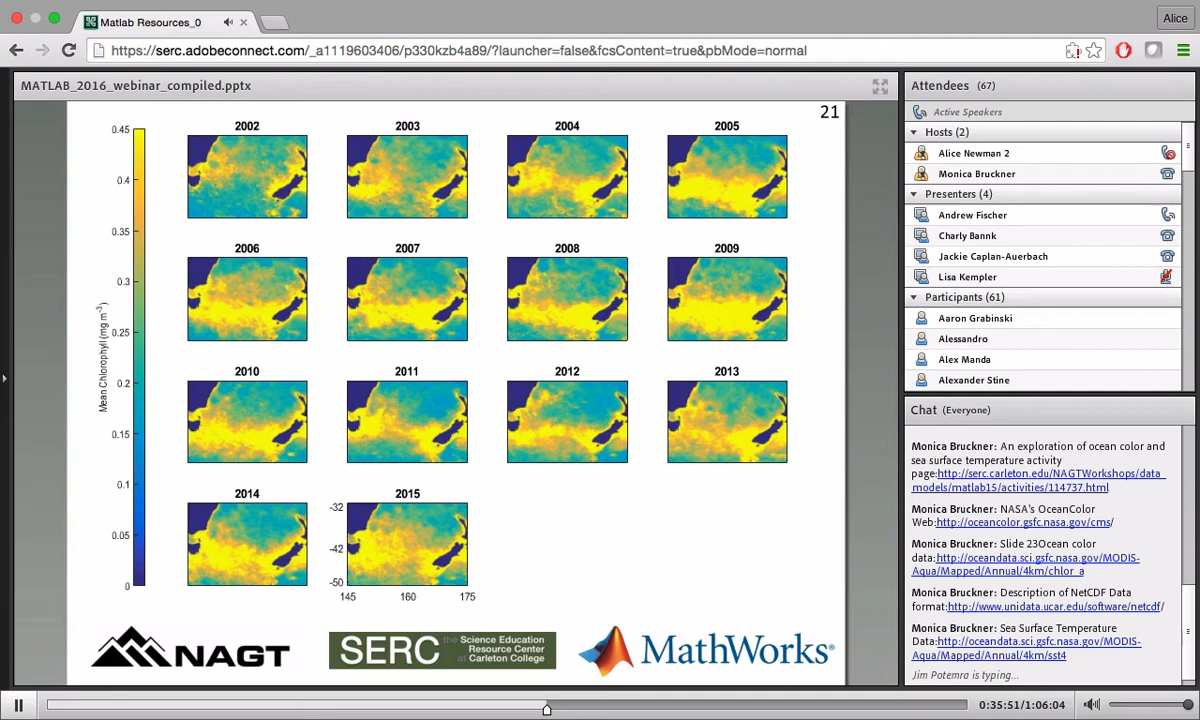 Matlab Resources_0
Alice
https://serc.adobeconnect.com/_a1119603406/p330kzb4a89/?launcher=false&fcsContent=true&pbMode=normal
MATLAB_2016_webinar_compiled.pptx
21
2002 2003 2004 2005
2006 2007 2008 2009
2010 2011 2012 2013
2014 2015
0.45
0.4
0.35
0.3
0.25
0.2
0.15
0.1
0.05
0
Mean Chlorophyll (mg m⁻³)
-32
-42
-50
145 160 175
NAGT
SERC the Science Education
Resource Center
at Carleton College
MathWorks®
Attendees (67)
Active Speakers
Hosts (2)
Alice Newman 2
Monica Bruckner
Presenters (4)
Andrew Fischer
Charly Bannk
Jackie Caplan-Auerbach
Lisa Kempler
Participants (61)
Aaron Grabinski
Alessandro
Alex Manda
Alexander Stine
Chat (Everyone)
Monica Bruckner: An exploration of ocean color and
sea surface temperature activity
page:http://serc.carleton.edu/NAGTWorkshops/data_
models/matlab15/activities/114737.html
Monica Bruckner: NASA's OceanColor
Web:http://oceancolor.gsfc.nasa.gov/cms/
Monica Bruckner: Slide 23Ocean color
data:http://oceandata.sci.gsfc.nasa.gov/MODIS-
Aqua/Mapped/Annual/4km/chlor_a
Monica Bruckner: Description of NetCDF Data
format:http://www.unidata.ucar.edu/software/netcdf/
Monica Bruckner: Sea Surface Temperature
Data:http://oceandata.sci.gsfc.nasa.gov/MODIS-
Aqua/Mapped/Annual/4km/sst4
Jim Potemra is typing...
0:35:51/1:06:04